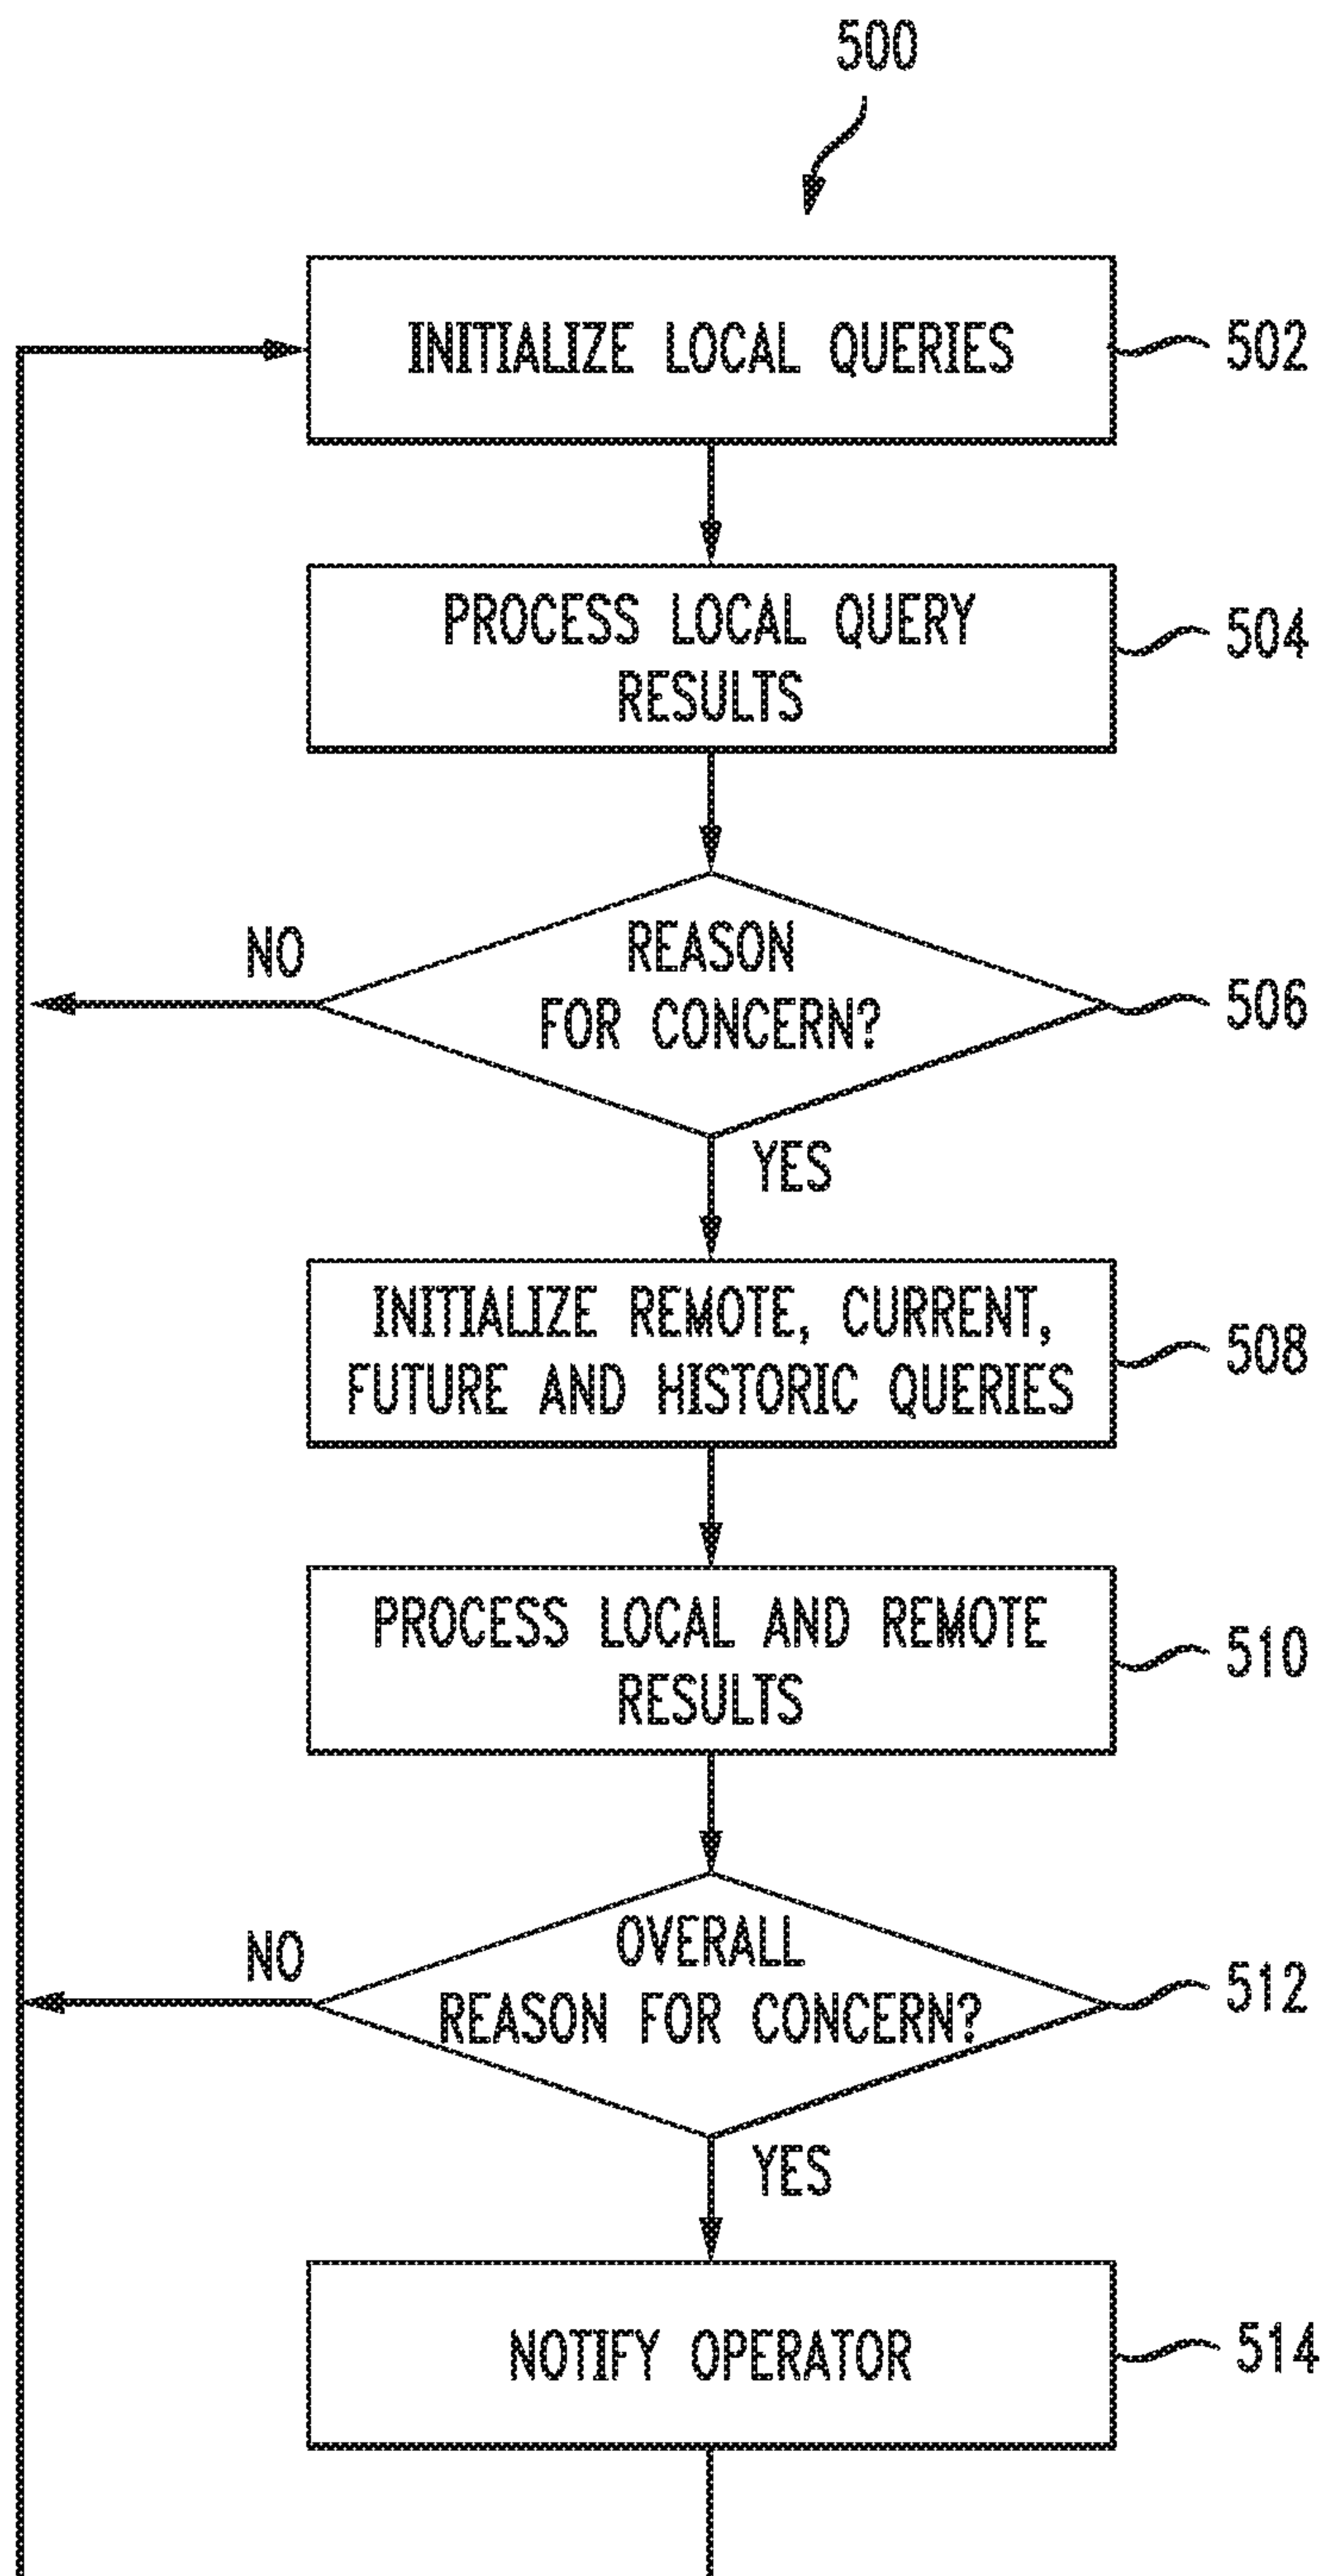 500
INITIALIZE LOCAL QUERIES
502
PROCESS LOCAL QUERY
RESULTS
504
REASON
FOR CONCERN?
506
NO
YES
INITIALIZE REMOTE, CURRENT,
FUTURE AND HISTORIC QUERIES
508
PROCESS LOCAL AND REMOTE
RESULTS
510
OVERALL
REASON FOR CONCERN?
512
NO
YES
NOTIFY OPERATOR
514